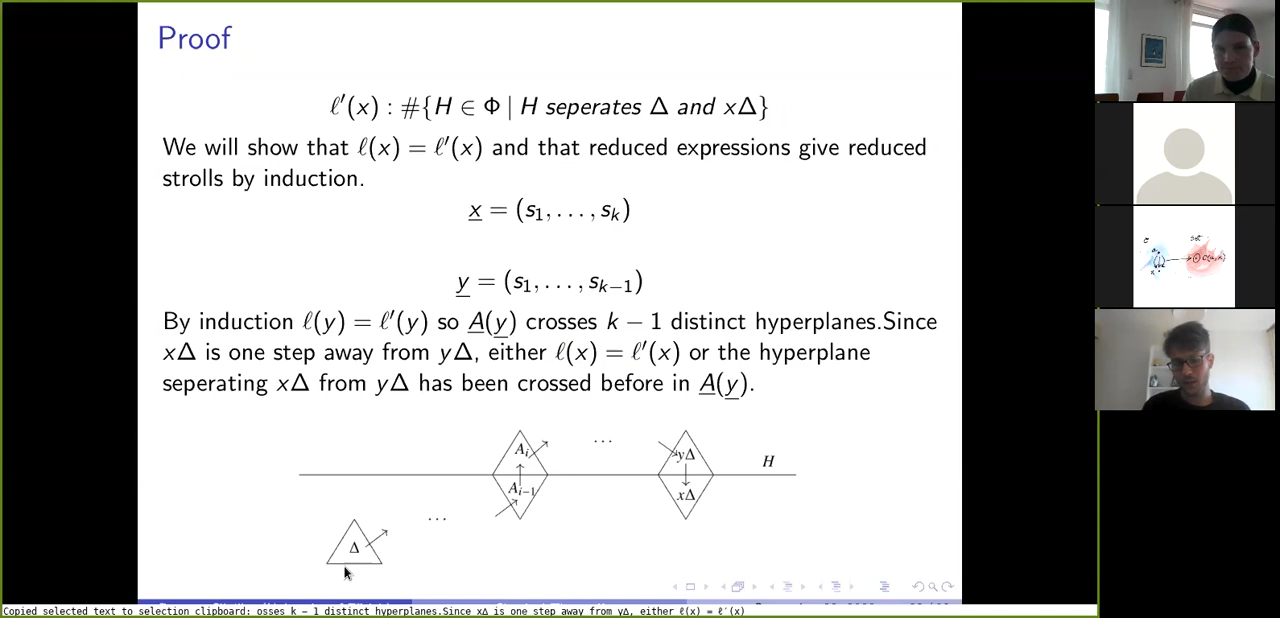 Proof
ℓ′(x) : #{H ∈ Φ | H seperates Δ and xΔ}
We will show that ℓ(x) = ℓ′(x) and that reduced expressions give reduced
strolls by induction.
x = (s₁, . . . , sₖ)
y = (s₁, . . . , sₖ₋₁)
By induction ℓ(y) = ℓ′(y) so A(y) crosses k − 1 distinct hyperplanes.Since
xΔ is one step away from yΔ, either ℓ(x) = ℓ′(x) or the hyperplane
seperating xΔ from yΔ has been crossed before in A(y).
Aᵢ
. . .
yΔ
H
Aᵢ₋₁
xΔ
. . .
Δ
Copied selected text to selection clipboard: osses k − 1 distinct hyperplanes.Since xΔ is one step away from yΔ, either ℓ(x) = ℓ′(x)